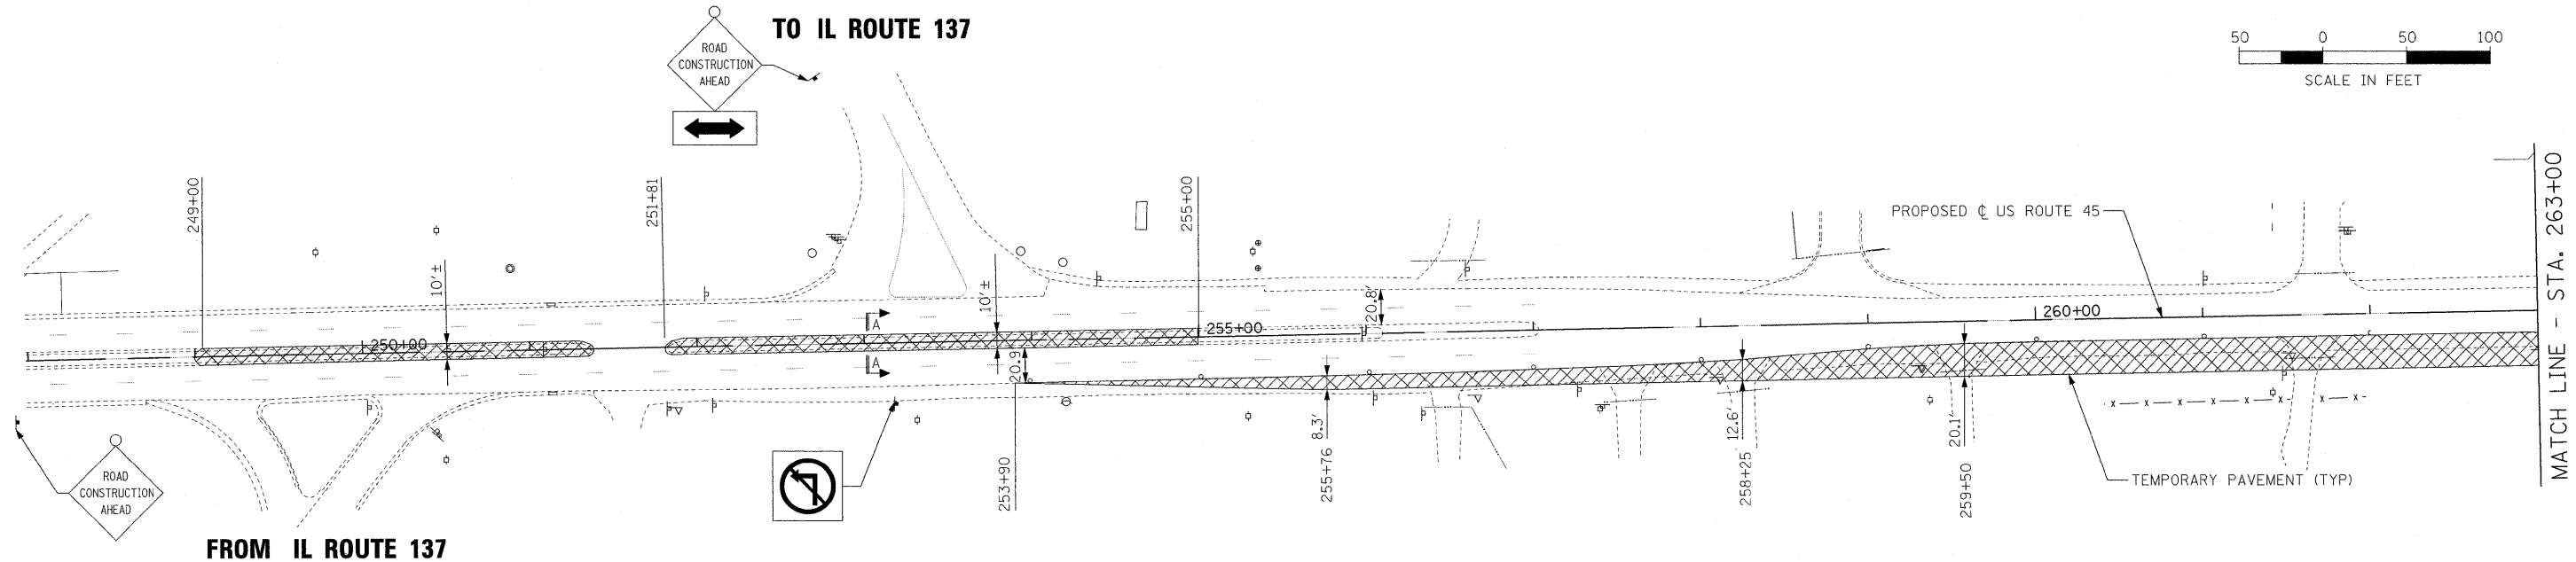 TO IL ROUTE 137
ROAD
CONSTRUCTION
AHEAD
50 0 50 100
SCALE IN FEET
249+00
251+81
255+00
PROPOSED ℄ US ROUTE 45
MATCH LINE - STA. 263+00
10'±
10'±
20.8'
A
250+00
255+00
260+00
A
20.9'
8.3'
12.6'
20.1'
253+90
255+76
258+25
259+50
TEMPORARY PAVEMENT (TYP)
ROAD
CONSTRUCTION
AHEAD
FROM IL ROUTE 137